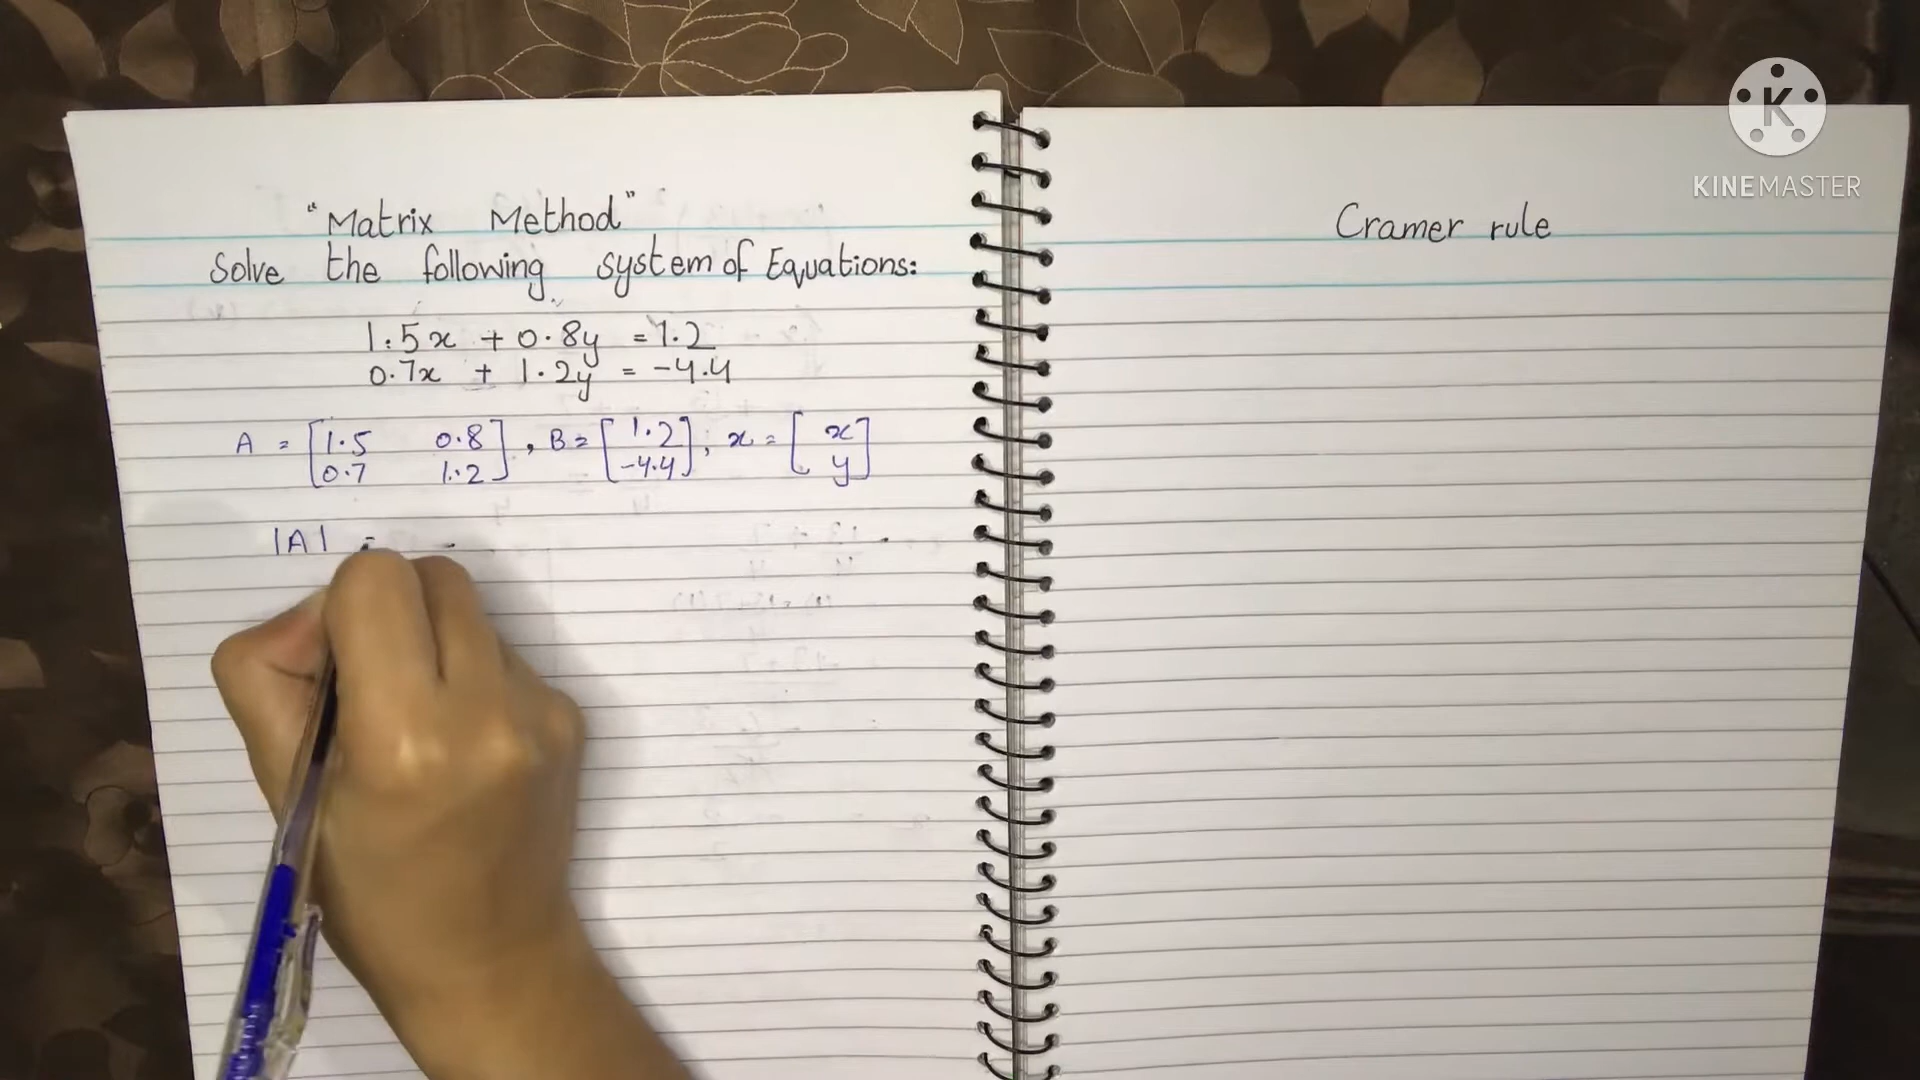 "Matrix Method"
Solve the following system of Equations:
1.5x + 0.8y = 1.2
0.7x + 1.2y = -4.4
A = [1.5 0.8
0.7 1.2], B = [1.2
-4.4], x = [x
y]
|A| =
Cramer rule
K
KINEMASTER